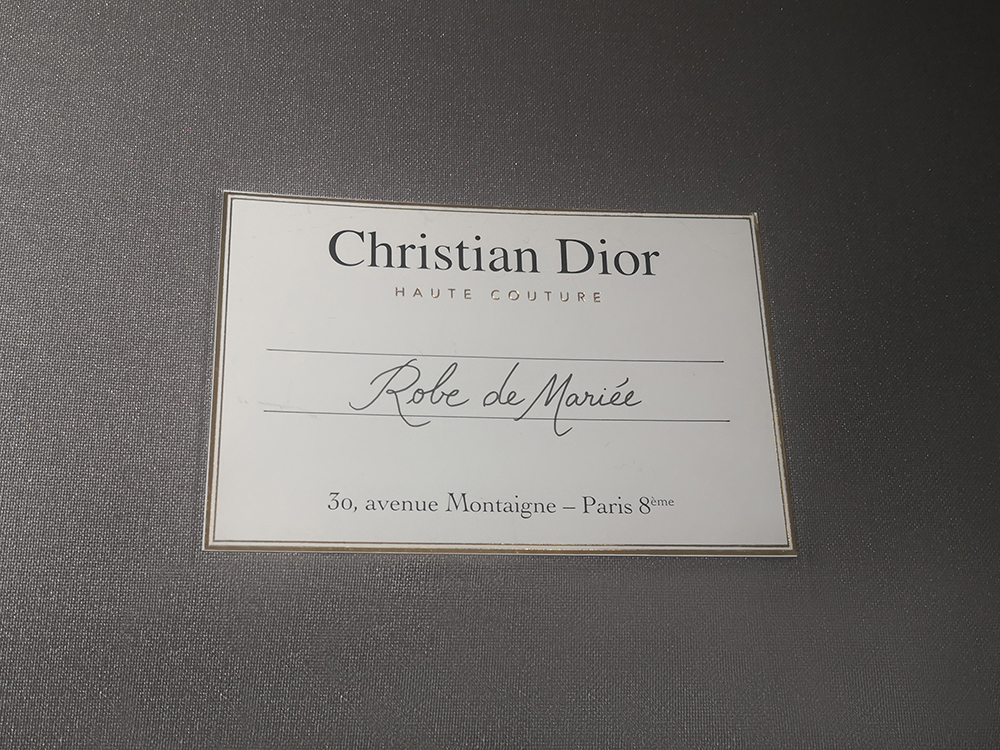 Christian Dior
HAUTE COUTURE
Robe de Mariée
30, avenue Montaigne – Paris 8ème